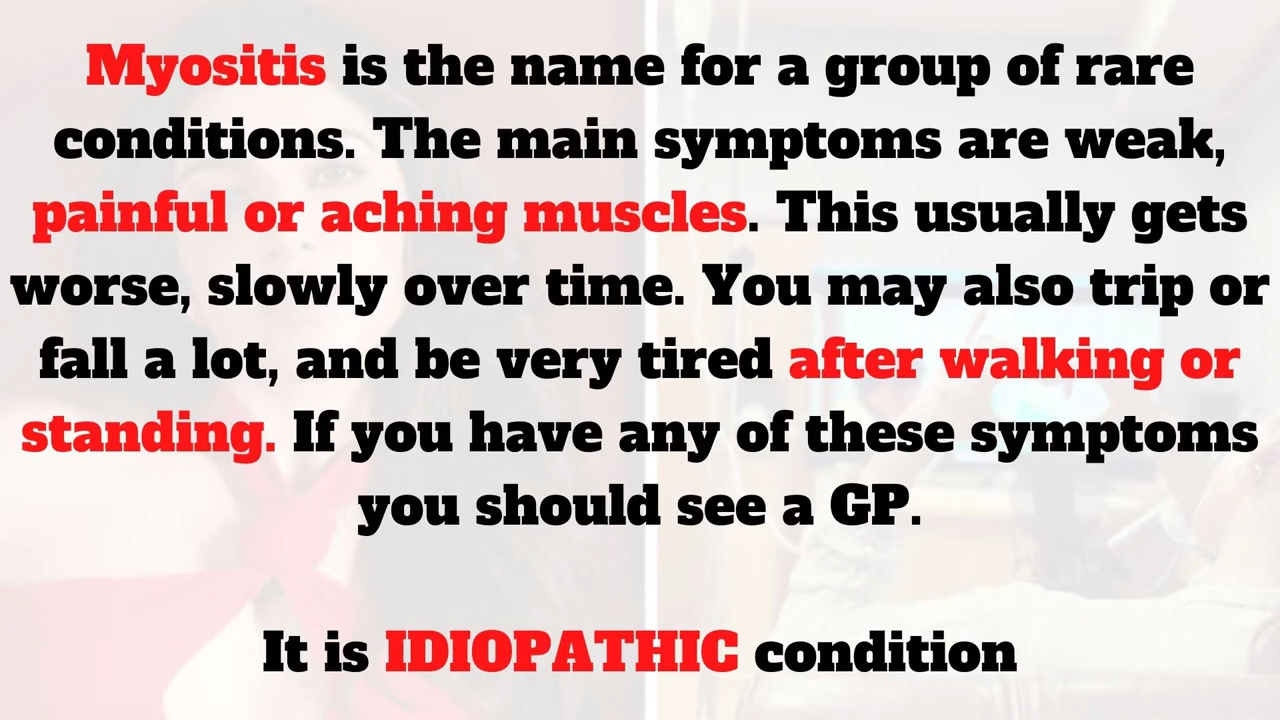 Myositis is the name for a group of rare
conditions. The main symptoms are weak,
painful or aching muscles. This usually gets
worse, slowly over time. You may also trip or
fall a lot, and be very tired after walking or
standing. If you have any of these symptoms
you should see a GP.
It is IDIOPATHIC condition